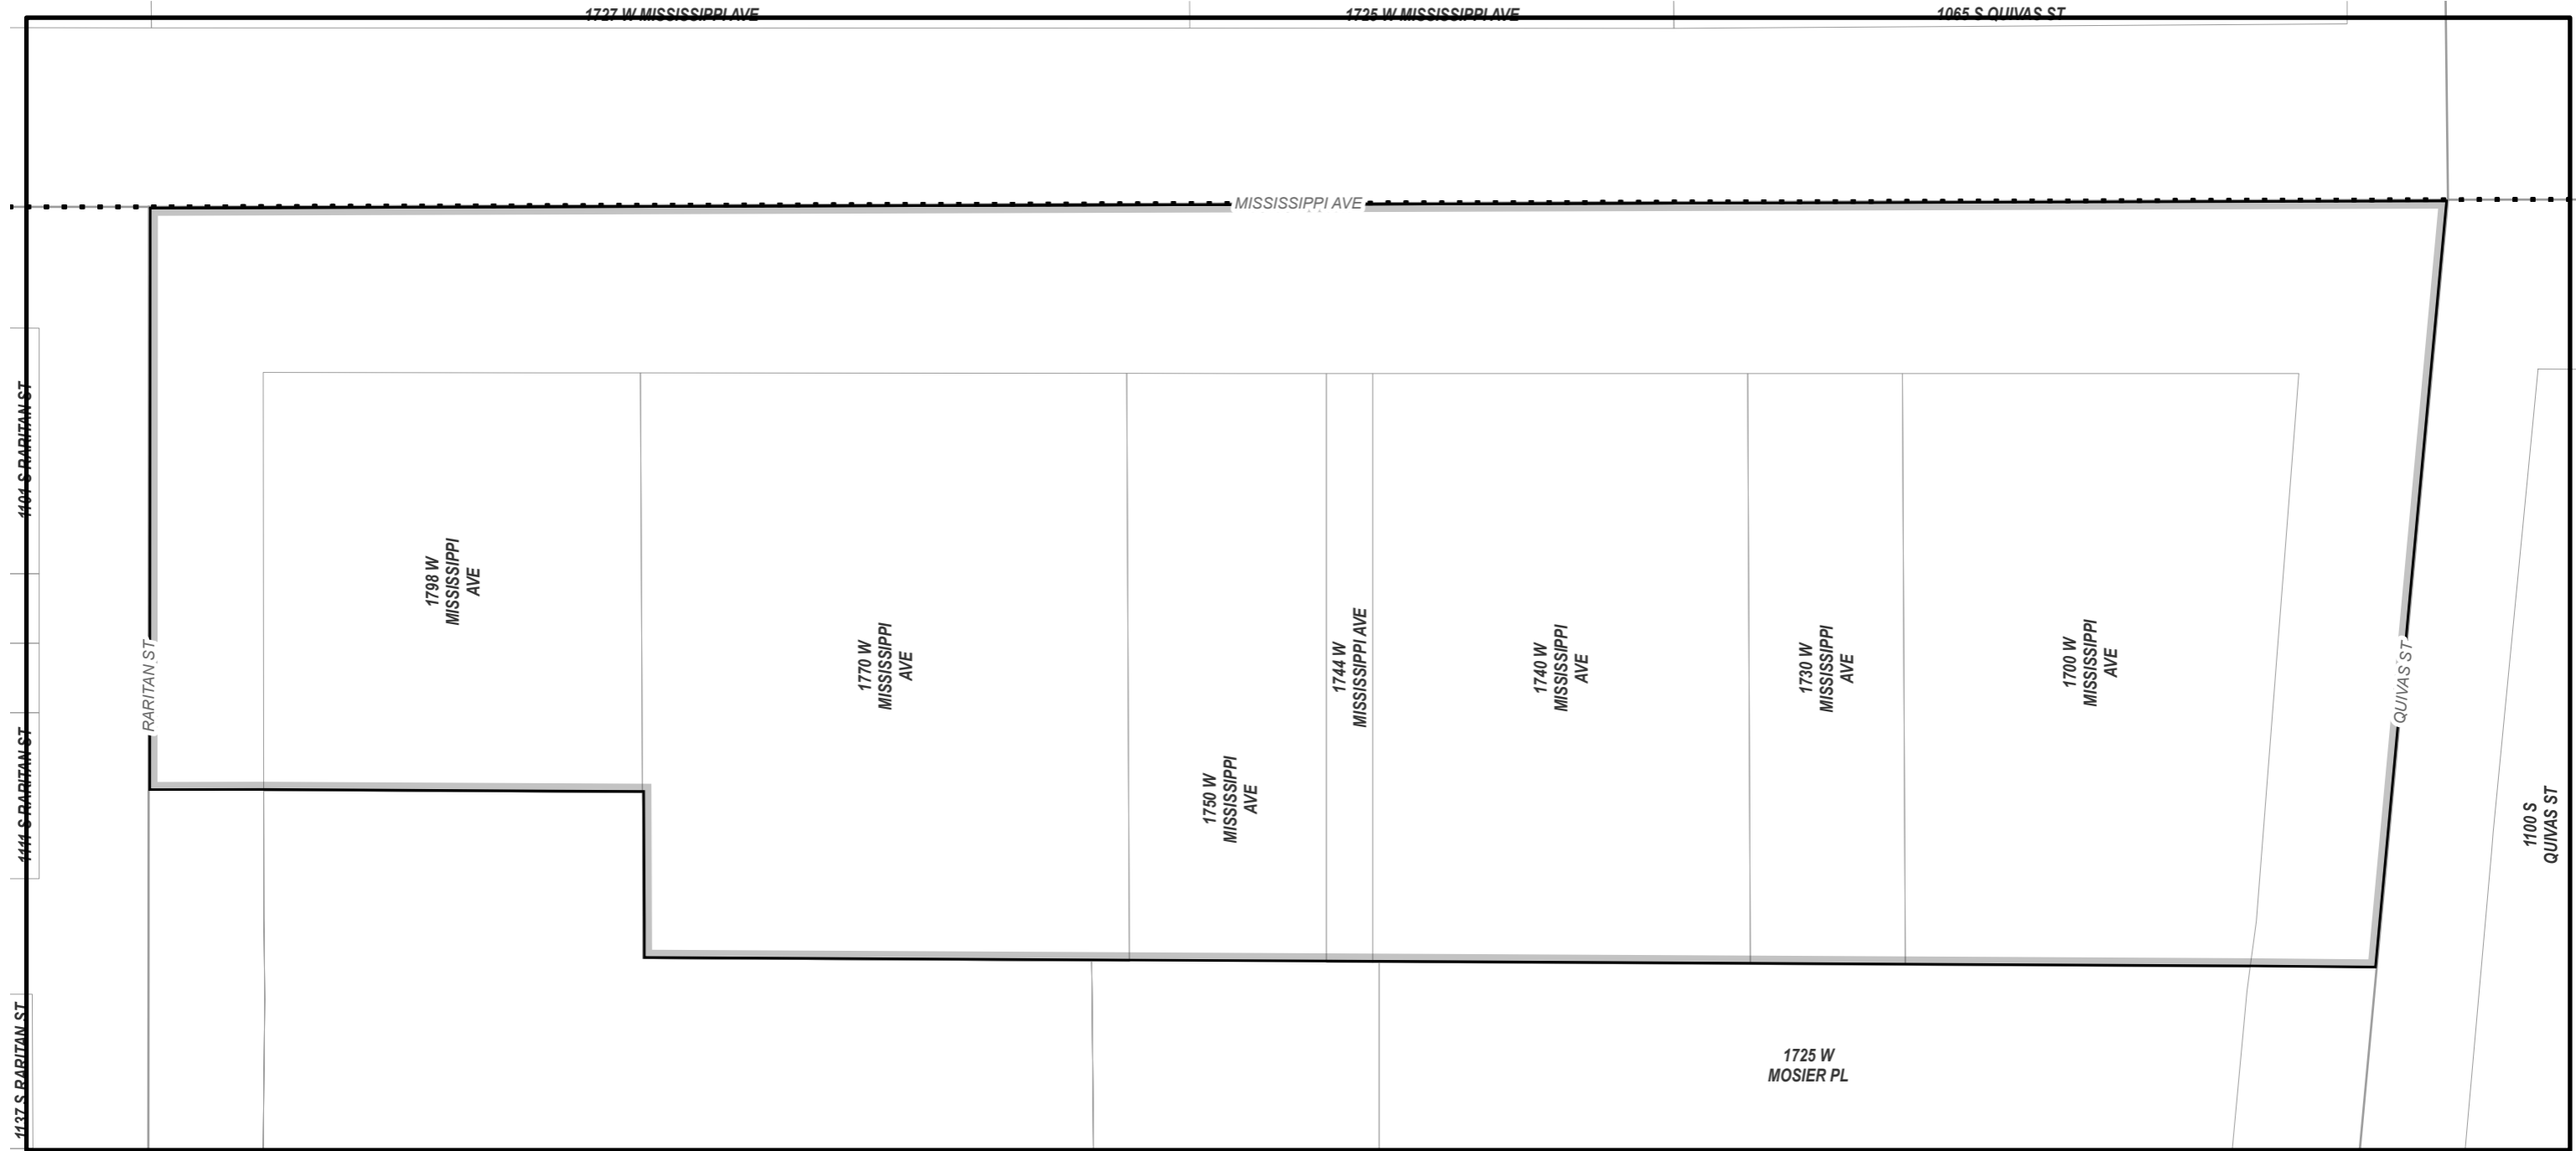 1727 W MISSISSIPPI AVE
1725 W MISSISSIPPI AVE
1065 S QUIVAS ST
MISSISSIPPI AVE
1101 S RARITAN ST
1798 W
MISSISSIPPI
AVE
1770 W
MISSISSIPPI
AVE
1744 W
MISSISSIPPI AVE
1740 W
MISSISSIPPI
AVE
1730 W
MISSISSIPPI
AVE
1700 W
MISSISSIPPI
AVE
RARITAN ST
QUIVAS ST
1111 S RARITAN ST
1750 W
MISSISSIPPI
AVE
1100 S
QUIVAS ST
1137 S RARITAN ST
1725 W
MOSIER PL